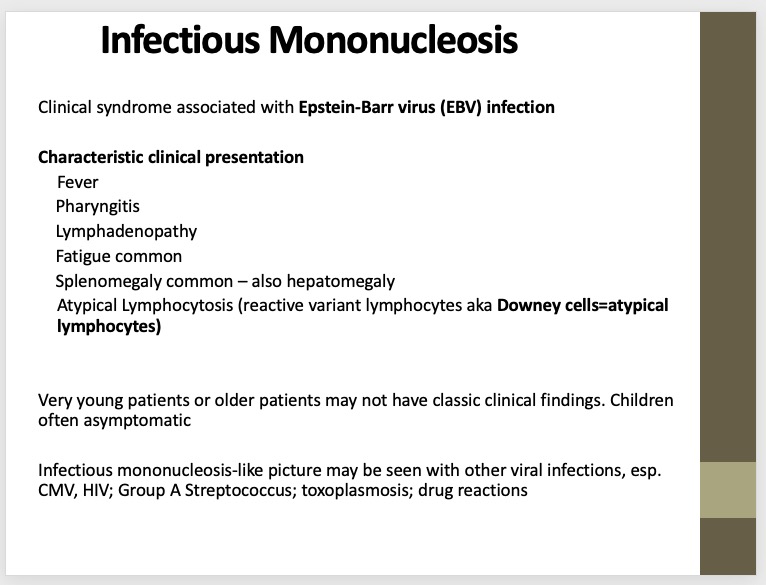 Infectious Mononucleosis
Clinical syndrome associated with Epstein-Barr virus (EBV) infection
Characteristic clinical presentation
Fever
Pharyngitis
Lymphadenopathy
Fatigue common
Splenomegaly common – also hepatomegaly
Atypical Lymphocytosis (reactive variant lymphocytes aka Downey cells=atypical
lymphocytes)
Very young patients or older patients may not have classic clinical findings. Children
often asymptomatic
Infectious mononucleosis-like picture may be seen with other viral infections, esp.
CMV, HIV; Group A Streptococcus; toxoplasmosis; drug reactions